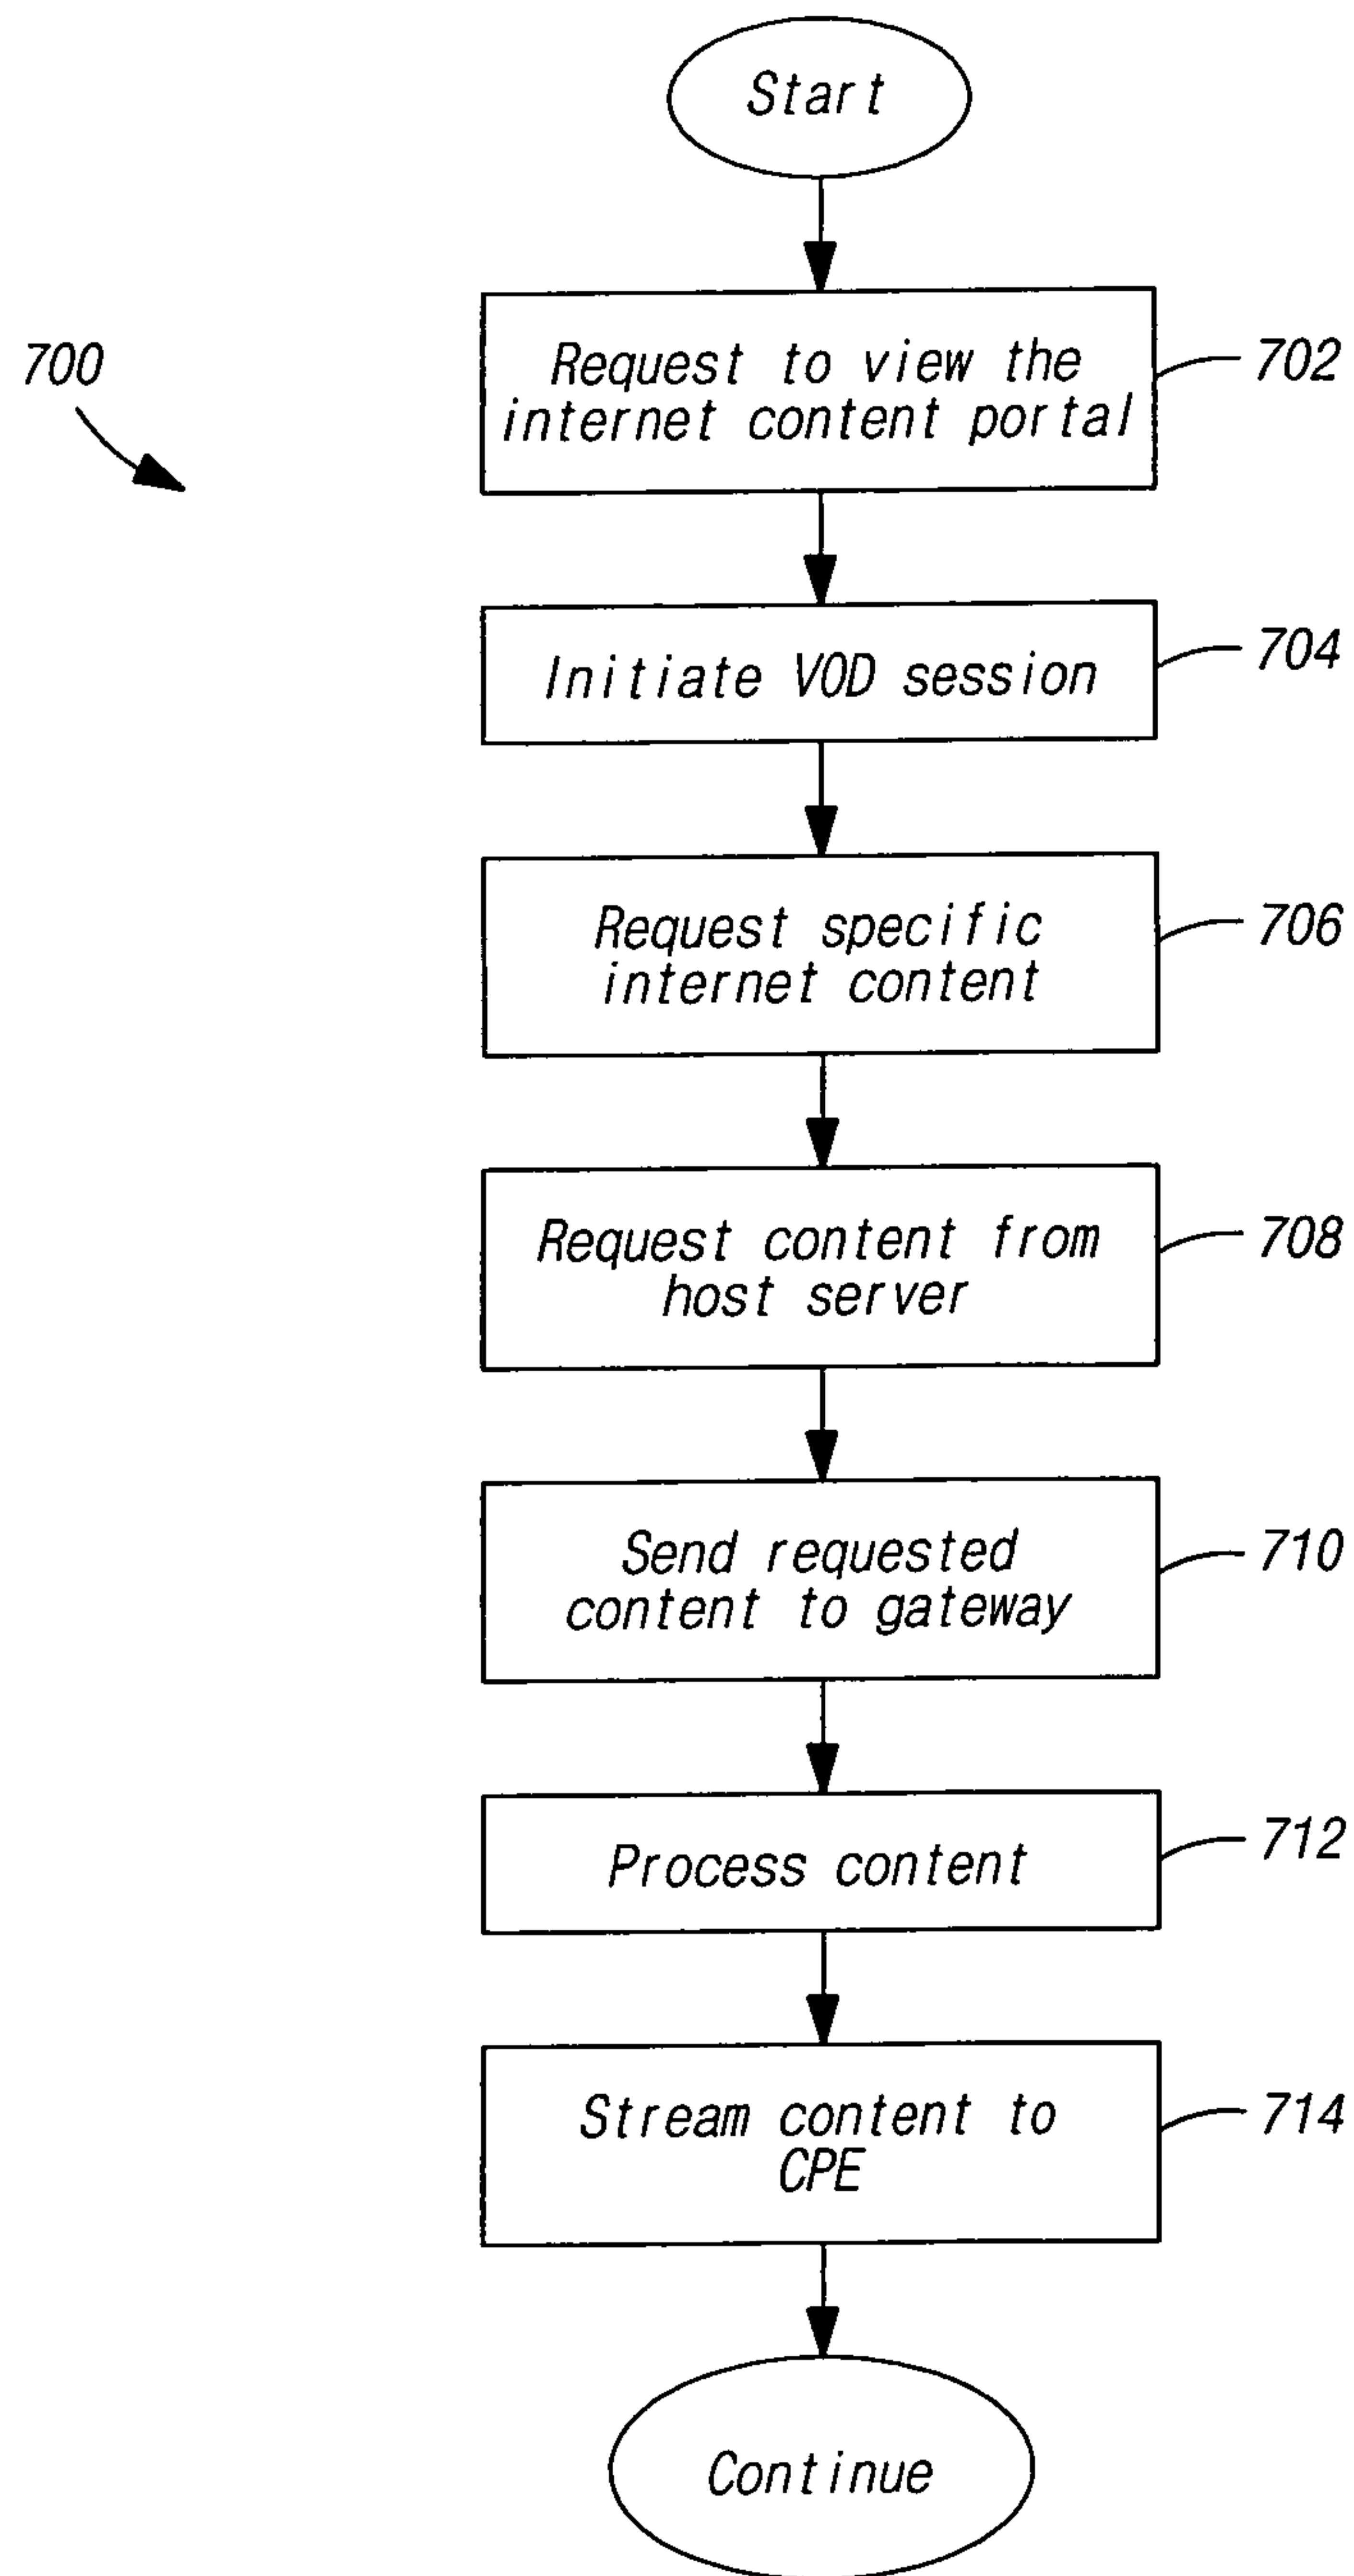 Start
700
Request to view the
internet content portal
702
Initiate VOD session
704
Request specific
internet content
706
Request content from
host server
708
Send requested
content to gateway
710
Process content
712
Stream content to
CPE
714
Continue